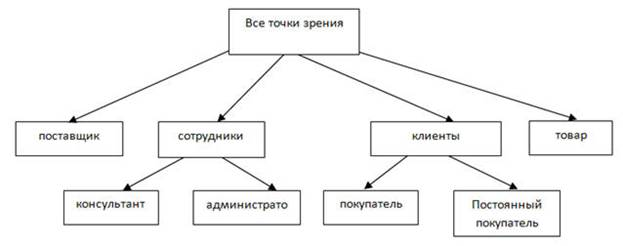 Все точки зрения
поставщик
сотрудники
клиенты
товар
консультант
администрато
покупатель
Постоянный
покупатель